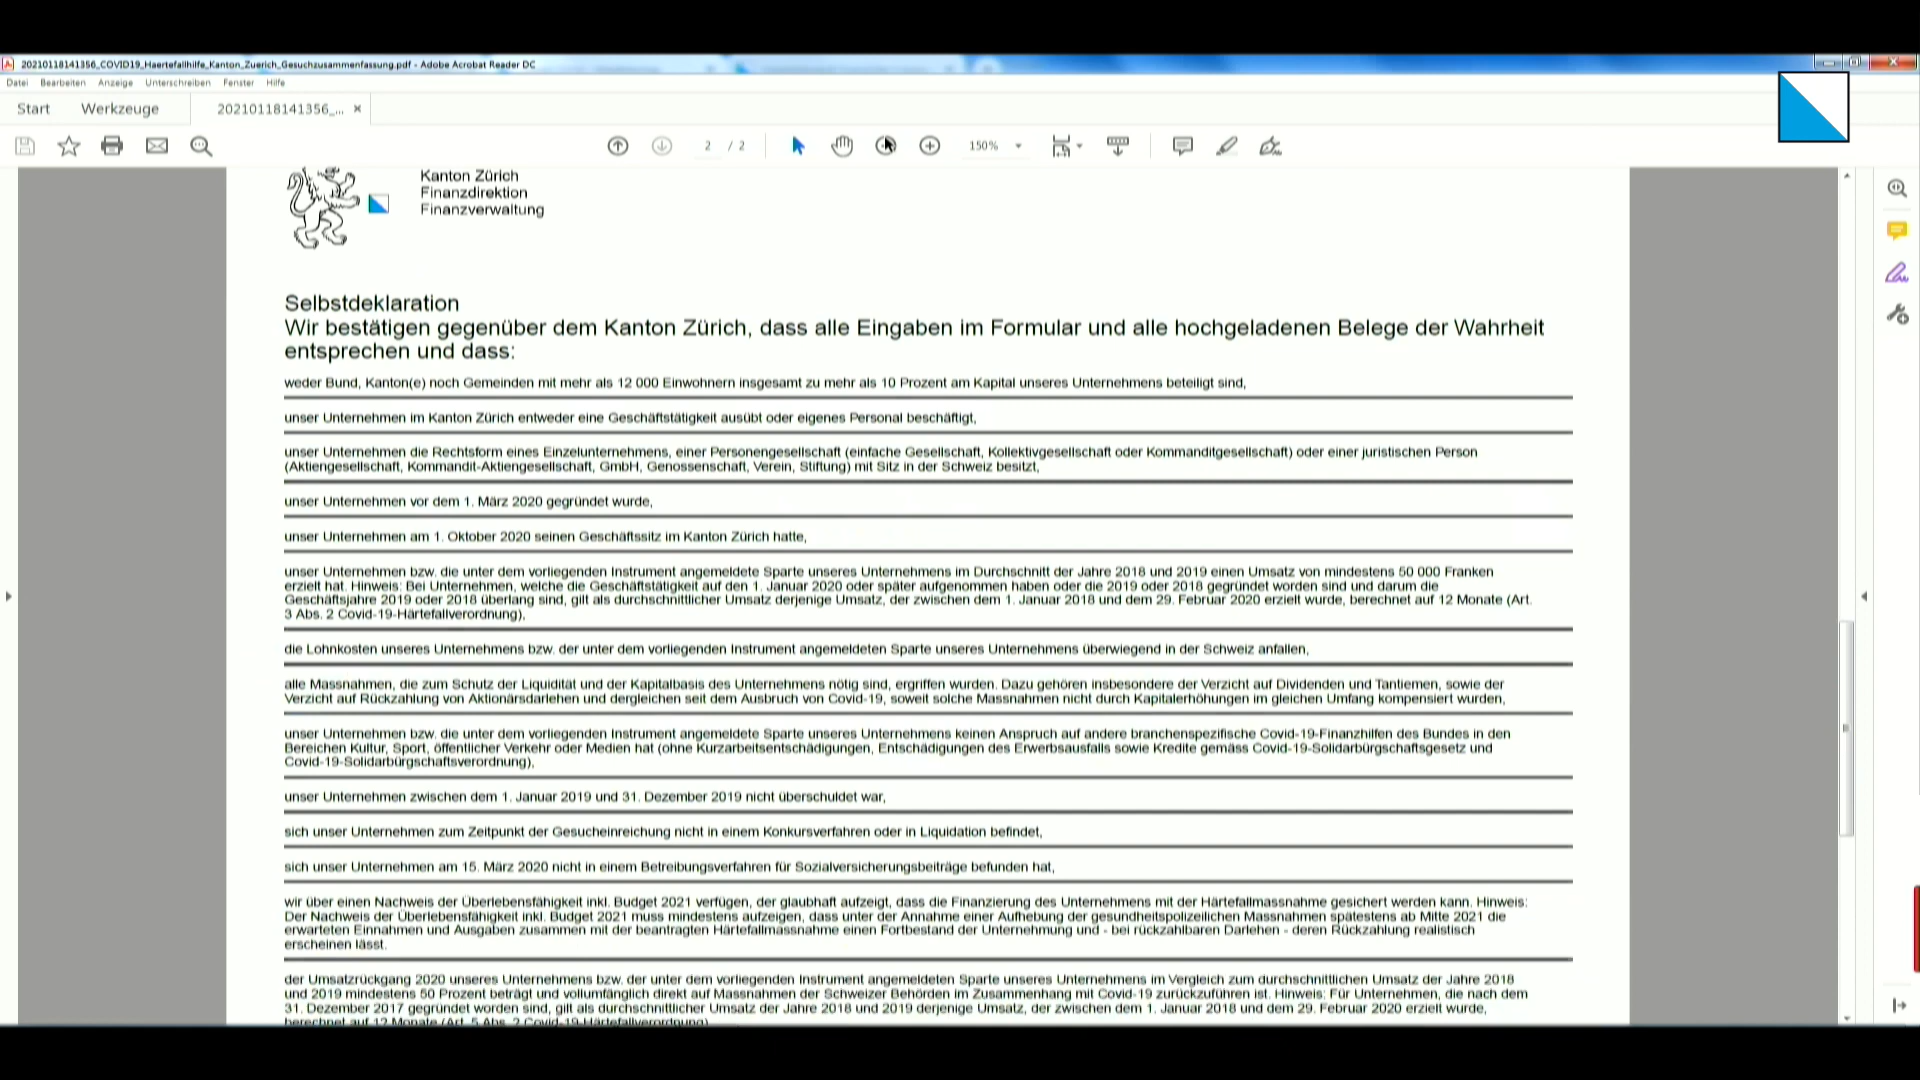 20210118141356_COVID19_Haertefallhilfe_Kanton_Zuerich_Gesuchzusammenfassung.pdf - Adobe Acrobat Reader DC
Datei Bearbeiten Anzeige Unterschreiben Fenster Hilfe
Start Werkzeuge 20210118141356_... ×
2 / 2 150%
Kanton Zürich
Finanzdirektion
Finanzverwaltung
Selbstdeklaration
Wir bestätigen gegenüber dem Kanton Zürich, dass alle Eingaben im Formular und alle hochgeladenen Belege der Wahrheit
entsprechen und dass:
weder Bund, Kanton(e) noch Gemeinden mit mehr als 12 000 Einwohnern insgesamt zu mehr als 10 Prozent am Kapital unseres Unternehmens beteiligt sind,
unser Unternehmen im Kanton Zürich entweder eine Geschäftstätigkeit ausübt oder eigenes Personal beschäftigt,
unser Unternehmen die Rechtsform eines Einzelunternehmens, einer Personengesellschaft (einfache Gesellschaft, Kollektivgesellschaft oder Kommanditgesellschaft) oder einer juristischen Person
(Aktiengesellschaft, Kommandit-Aktiengesellschaft, GmbH, Genossenschaft, Verein, Stiftung) mit Sitz in der Schweiz besitzt,
unser Unternehmen vor dem 1. März 2020 gegründet wurde,
unser Unternehmen am 1. Oktober 2020 seinen Geschäftssitz im Kanton Zürich hatte,
unser Unternehmen bzw. die unter dem vorliegenden Instrument angemeldete Sparte unseres Unternehmens im Durchschnitt der Jahre 2018 und 2019 einen Umsatz von mindestens 50 000 Franken
erzielt hat. Hinweis: Bei Unternehmen, welche die Geschäftstätigkeit auf den 1. Januar 2020 oder später aufgenommen haben oder die 2019 oder 2018 gegründet worden sind und darum die
Geschäftsjahre 2019 oder 2018 überlang sind, gilt als durchschnittlicher Umsatz derjenige Umsatz, der zwischen dem 1. Januar 2018 und dem 29. Februar 2020 erzielt wurde, berechnet auf 12 Monate (Art.
3 Abs. 2 Covid-19-Härtefallverordnung),
die Lohnkosten unseres Unternehmens bzw. der unter dem vorliegenden Instrument angemeldeten Sparte unseres Unternehmens überwiegend in der Schweiz anfallen,
alle Massnahmen, die zum Schutz der Liquidität und der Kapitalbasis des Unternehmens nötig sind, ergriffen wurden. Dazu gehören insbesondere der Verzicht auf Dividenden und Tantiemen, sowie der
Verzicht auf Rückzahlung von Aktionärsdarlehen und dergleichen seit dem Ausbruch von Covid-19, soweit solche Massnahmen nicht durch Kapitalerhöhungen im gleichen Umfang kompensiert wurden,
unser Unternehmen bzw. die unter dem vorliegenden Instrument angemeldete Sparte unseres Unternehmens keinen Anspruch auf andere branchenspezifische Covid-19-Finanzhilfen des Bundes in den
Bereichen Kultur, Sport, öffentlicher Verkehr oder Medien hat (ohne Kurzarbeitsentschädigungen, Entschädigungen des Erwerbsausfalls sowie Kredite gemäss Covid-19-Solidarbürgschaftsgesetz und
Covid-19-Solidarbürgschaftsverordnung),
unser Unternehmen zwischen dem 1. Januar 2019 und 31. Dezember 2019 nicht überschuldet war,
sich unser Unternehmen zum Zeitpunkt der Gesucheinreichung nicht in einem Konkursverfahren oder in Liquidation befindet,
sich unser Unternehmen am 15. März 2020 nicht in einem Betreibungsverfahren für Sozialversicherungsbeiträge befunden hat,
wir über einen Nachweis der Überlebensfähigkeit inkl. Budget 2021 verfügen, der glaubhaft aufzeigt, dass die Finanzierung des Unternehmens mit der Härtefallmassnahme gesichert werden kann. Hinweis:
Der Nachweis der Überlebensfähigkeit inkl. Budget 2021 muss mindestens aufzeigen, dass unter der Annahme einer Aufhebung der gesundheitspolizeilichen Massnahmen spätestens ab Mitte 2021 die
erwarteten Einnahmen und Ausgaben zusammen mit der beantragten Härtefallmassnahme einen Fortbestand der Unternehmung und - bei rückzahlbaren Darlehen - deren Rückzahlung realistisch
erscheinen lässt.
der Umsatzrückgang 2020 unseres Unternehmens bzw. der unter dem vorliegenden Instrument angemeldeten Sparte unseres Unternehmens im Vergleich zum durchschnittlichen Umsatz der Jahre 2018
und 2019 mindestens 50 Prozent beträgt und vollumfänglich direkt auf Massnahmen der Schweizer Behörden im Zusammenhang mit Covid-19 zurückzuführen ist. Hinweis: Für Unternehmen, die nach dem
31. Dezember 2017 gegründet worden sind, gilt als durchschnittlicher Umsatz der Jahre 2018 und 2019 derjenige Umsatz, der zwischen dem 1. Januar 2018 und dem 29. Februar 2020 erzielt wurde,
berechnet auf 12 Monate (Art. 5 Abs. 2 Covid-19-Härtefallverordnung)